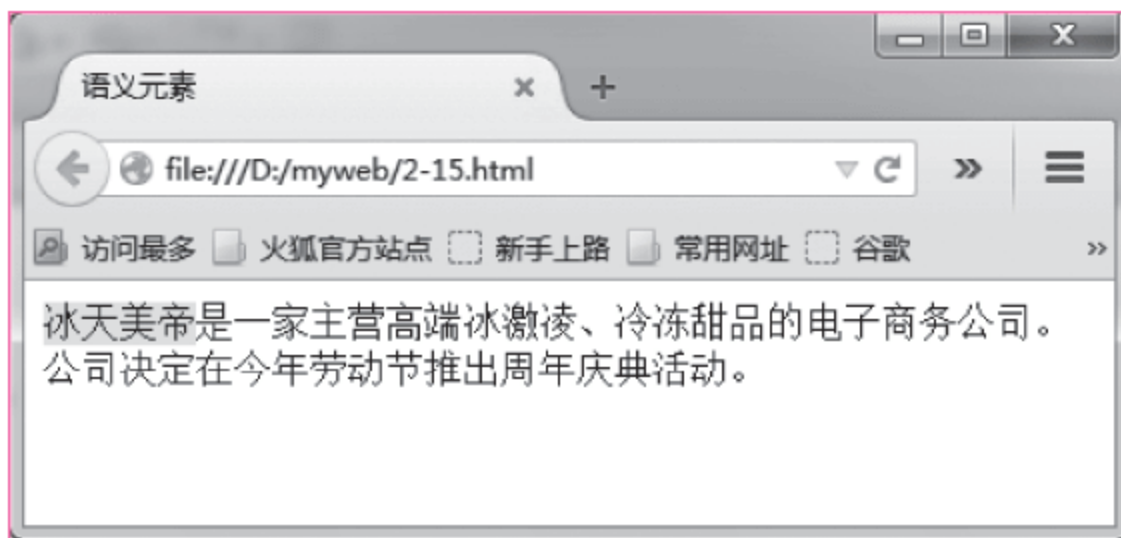 语义元素
file:///D:/myweb/2-15.html
访问最多 火狐官方站点 新手上路 常用网址 谷歌
冰天美帝是一家主营高端冰激凌、冷冻甜品的电子商务公司。
公司决定在今年劳动节推出周年庆典活动。